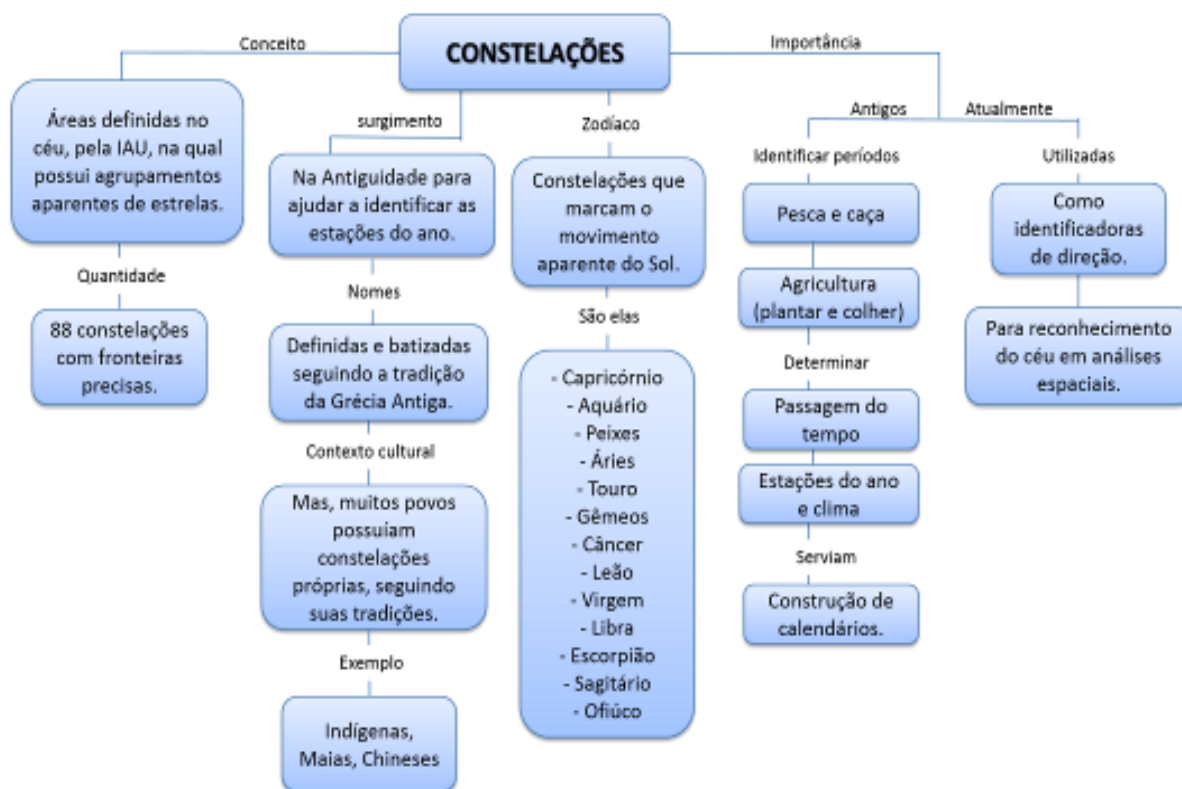 CONSTELAÇÕES
Conceito
Áreas definidas no
céu, pela IAU, na qual
possui agrupamentos
aparentes de estrelas.
Quantidade
88 constelações
com fronteiras
precisas.
surgimento
Na Antiguidade para
ajudar a identificar as
estações do ano.
Nomes
Definidas e batizadas
seguindo a tradição
da Grécia Antiga.
Contexto cultural
Mas, muitos povos
possuiam
constelações
próprias, seguindo
suas tradições.
Exemplo
Indígenas,
Maias, Chineses
Zodíaco
Constelações que
marcam o
movimento
aparente do Sol.
São elas
- Capricórnio
- Aquário
- Peixes
- Áries
- Touro
- Gêmeos
- Câncer
- Leão
- Virgem
- Libra
- Escorpião
- Sagitário
- Ofiúco
Importância
Antigos
Identificar períodos
Pesca e caça
Agricultura
(plantar e colher)
Determinar
Passagem do
tempo
Estações do ano
e clima
Serviam
Construção de
calendários.
Atualmente
Utilizadas
Como
identificadoras
de direção.
Para reconhecimento
do céu em análises
espaciais.